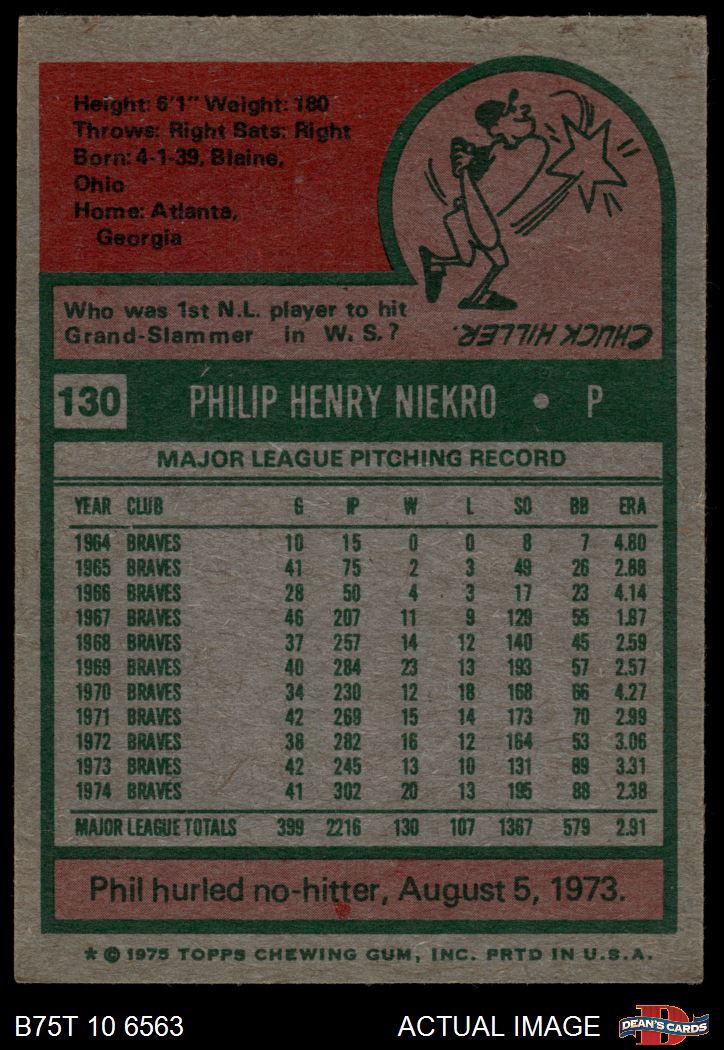 Height: 6'1" Weight: 180
Throws: Right Bats: Right
Born: 4-1-39, Blaine,
Ohio
Home: Atlanta,
Georgia
Who was 1st N.L. player to hit
Grand-Slammer in W. S.?
CHUCK HILLER.
130 PHILIP HENRY NIEKRO • P
MAJOR LEAGUE PITCHING RECORD
YEAR CLUB G IP W L SO BB ERA
1964 BRAVES 10 15 0 0 8 7 4.80
1965 BRAVES 41 75 2 3 49 26 2.88
1966 BRAVES 28 50 4 3 17 23 4.14
1967 BRAVES 46 207 11 9 129 55 1.87
1968 BRAVES 37 257 14 12 140 45 2.59
1969 BRAVES 40 284 23 13 193 57 2.57
1970 BRAVES 34 230 12 18 168 66 4.27
1971 BRAVES 42 269 15 14 173 70 2.99
1972 BRAVES 38 282 16 12 164 53 3.06
1973 BRAVES 42 245 13 10 131 89 3.31
1974 BRAVES 41 302 20 13 195 88 2.38
MAJOR LEAGUE TOTALS 399 2216 130 107 1367 579 2.91
Phil hurled no-hitter, August 5, 1973.
* © 1975 TOPPS CHEWING GUM, INC. PRTD IN U.S.A.
B75T 10 6563 ACTUAL IMAGE
D
DEAN'S CARDS